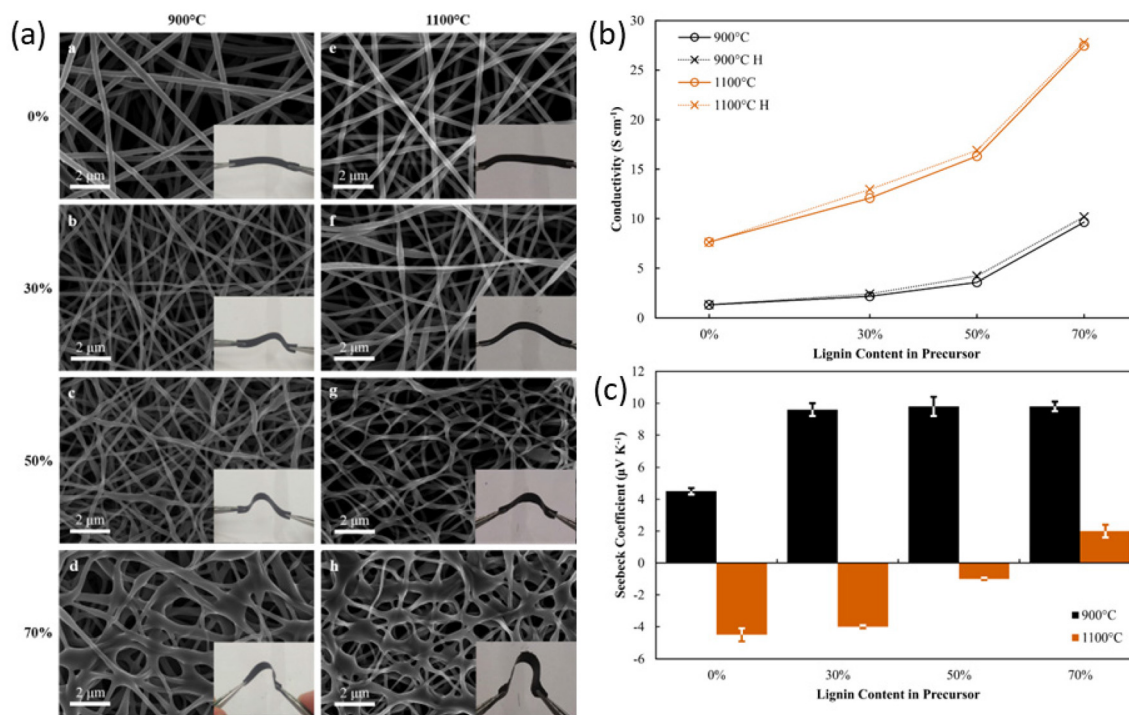 (a)
900°C
1100°C
0%
a
2 μm
e
2 μm
30%
b
2 μm
f
2 μm
50%
c
2 μm
g
2 μm
70%
d
2 μm
h
2 μm
(b)
Conductivity (S cm⁻¹)
30
25
20
15
10
5
0
900°C
900°C H
1100°C
1100°C H
0%
30%
50%
70%
Lignin Content in Precursor
(c)
Seebeck Coefficient (μV K⁻¹)
12
10
8
6
4
2
0
-2
-4
-6
900°C
1100°C
0%
30%
50%
70%
Lignin Content in Precursor